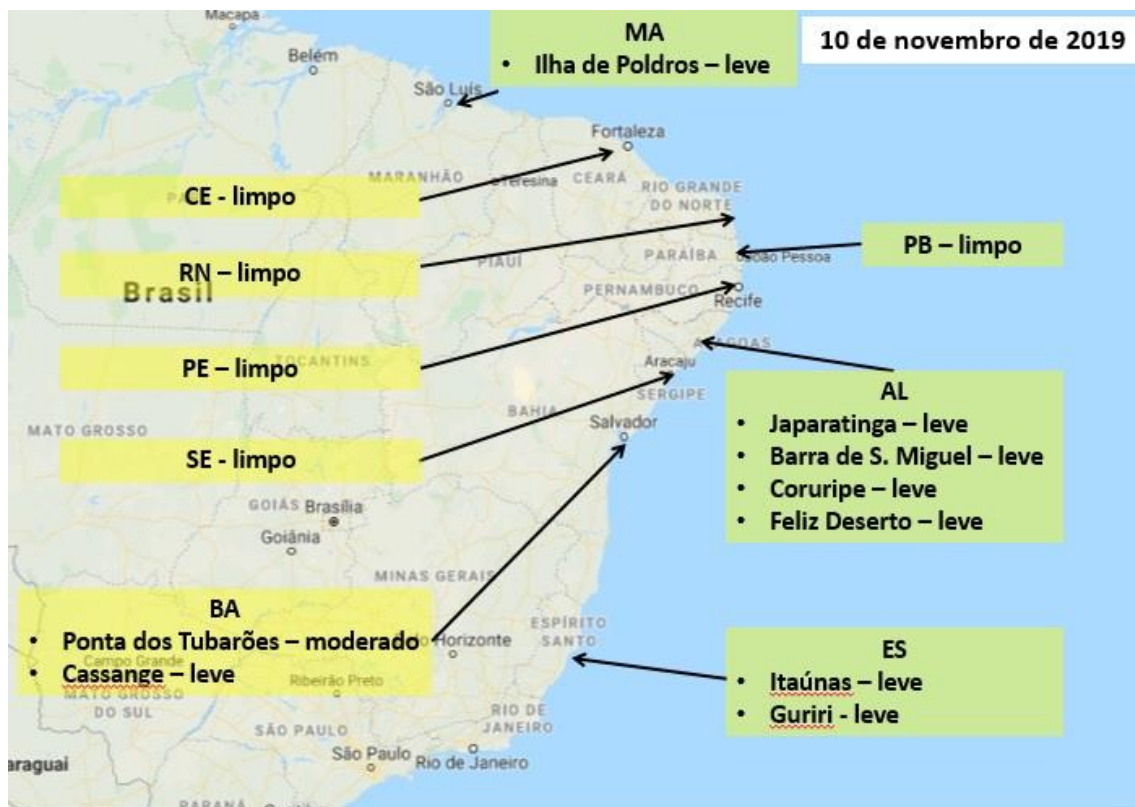 Macapá
MA
• Ilha de Poldros – leve
10 de novembro de 2019
Belém
São Luís
Fortaleza
MARANHÃO
Teresina
CEARÁ
CE - limpo
RIO GRANDE
DO NORTE
PB – limpo
RN – limpo
PIAUÍ
PARAÍBA
João Pessoa
Brasil
PERNAMBUCO
Recife
PE – limpo
TOCANTINS
ALAGOAS
Aracaju
SERGIPE
AL
• Japaratinga – leve
• Barra de S. Miguel – leve
• Coruripe – leve
• Feliz Deserto – leve
BAHIA
Salvador
MATO GROSSO
SE - limpo
GOIÁS
Brasília
Goiânia
MINAS GERAIS
BA
• Ponta dos Tubarões – moderado
• Cassange – leve
Horizonte
ESPÍRITO
SANTO
ES
• Itaúnas – leve
• Guriri - leve
Campo Grande
MATO GROSSO
DO SUL
Ribeirão Preto
RIO DE
JANEIRO
SÃO PAULO
São Paulo
Rio de Janeiro
araguai
PARANÁ